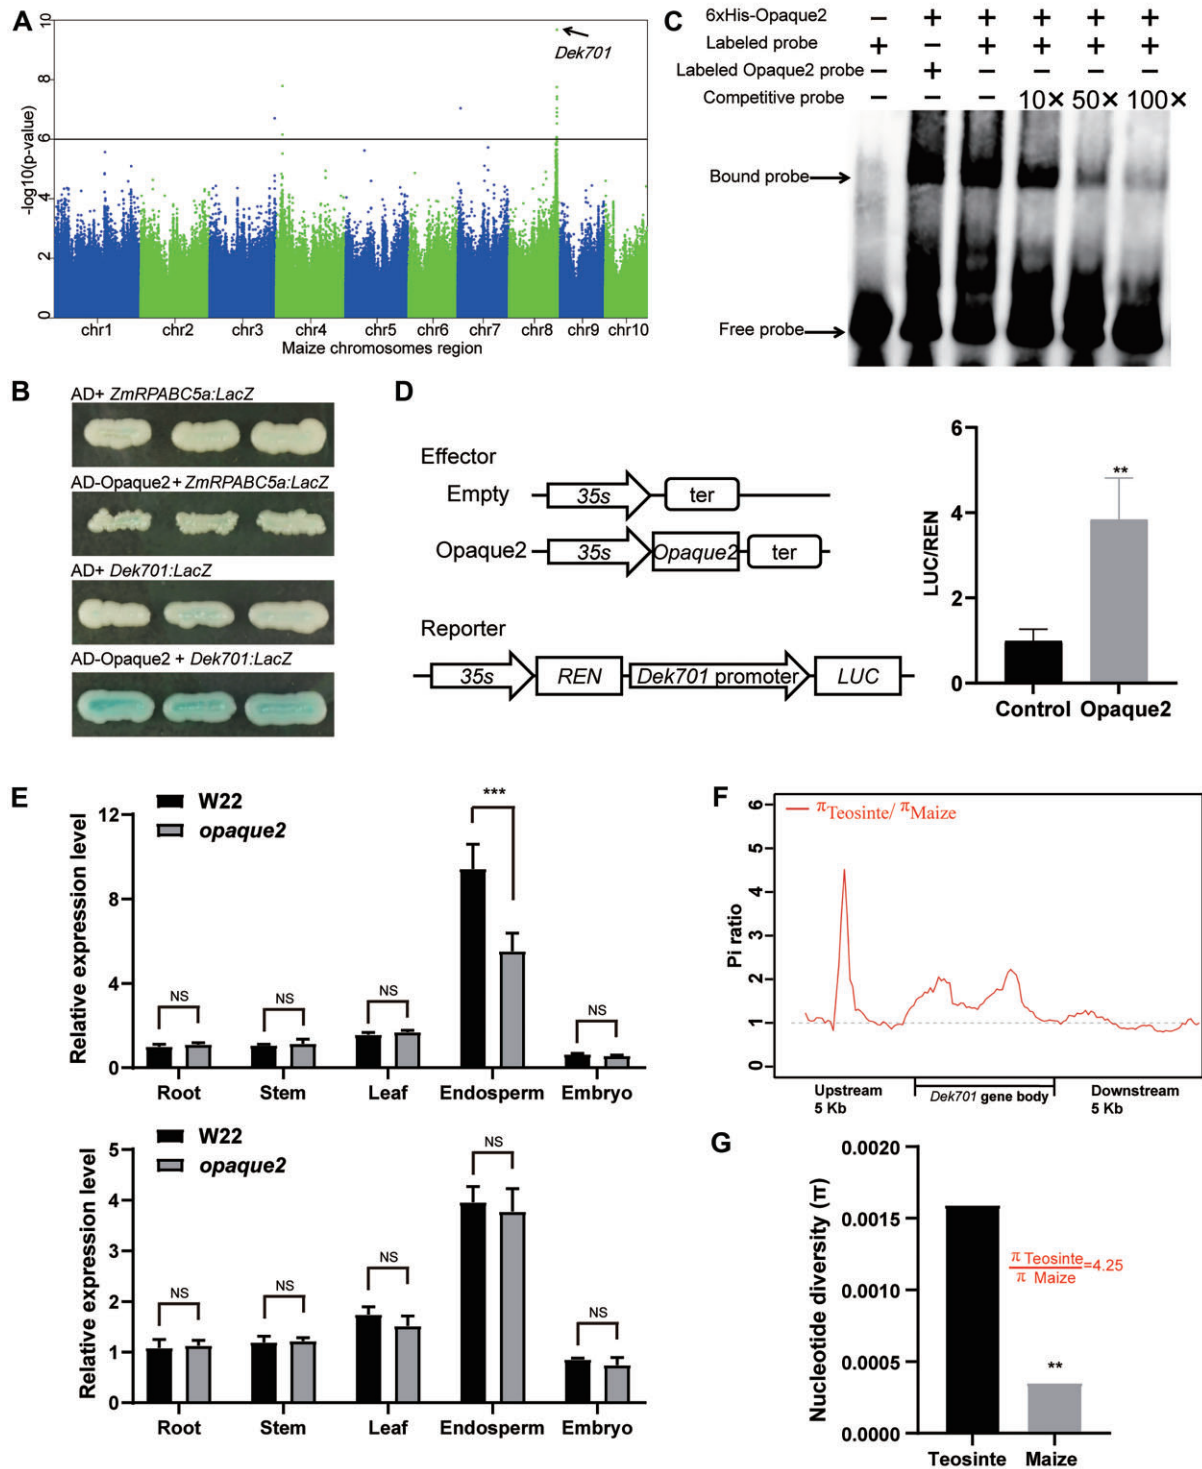 A
10
8
6
4
2
0
-log10(p-value)
Dek701
chr1 chr2 chr3 chr4 chr5 chr6 chr7 chr8 chr9 chr10
Maize chromosomes region
C
6xHis-Opaque2 – + + + + +
Labeled probe + – + + + +
Labeled Opaque2 probe – + – – – –
Competitive probe – – – 10× 50× 100×
Bound probe
Free probe
B
AD+ ZmRPABC5a:LacZ
AD-Opaque2 + ZmRPABC5a:LacZ
AD+ Dek701:LacZ
AD-Opaque2 + Dek701:LacZ
D
Effector
Empty 35s ter
Opaque2 35s Opaque2 ter
Reporter
35s REN Dek701 promoter LUC
6
4
2
0
LUC/REN
**
Control Opaque2
E
W22
opaque2
12
8
4
0
Relative expression level
NS NS NS *** NS
Root Stem Leaf Endosperm Embryo
W22
opaque2
5
4
3
2
1
0
Relative expression level
NS NS NS NS NS
Root Stem Leaf Endosperm Embryo
F
πTeosinte/ πMaize
6
5
4
3
2
1
0
Pi ratio
Upstream
5 Kb
Dek701 gene body
Downstream
5 Kb
G
0.0020
0.0015
0.0010
0.0005
0.0000
Nucleotide diversity (π)
π Teosinte
π Maize
=4.25
**
Teosinte Maize